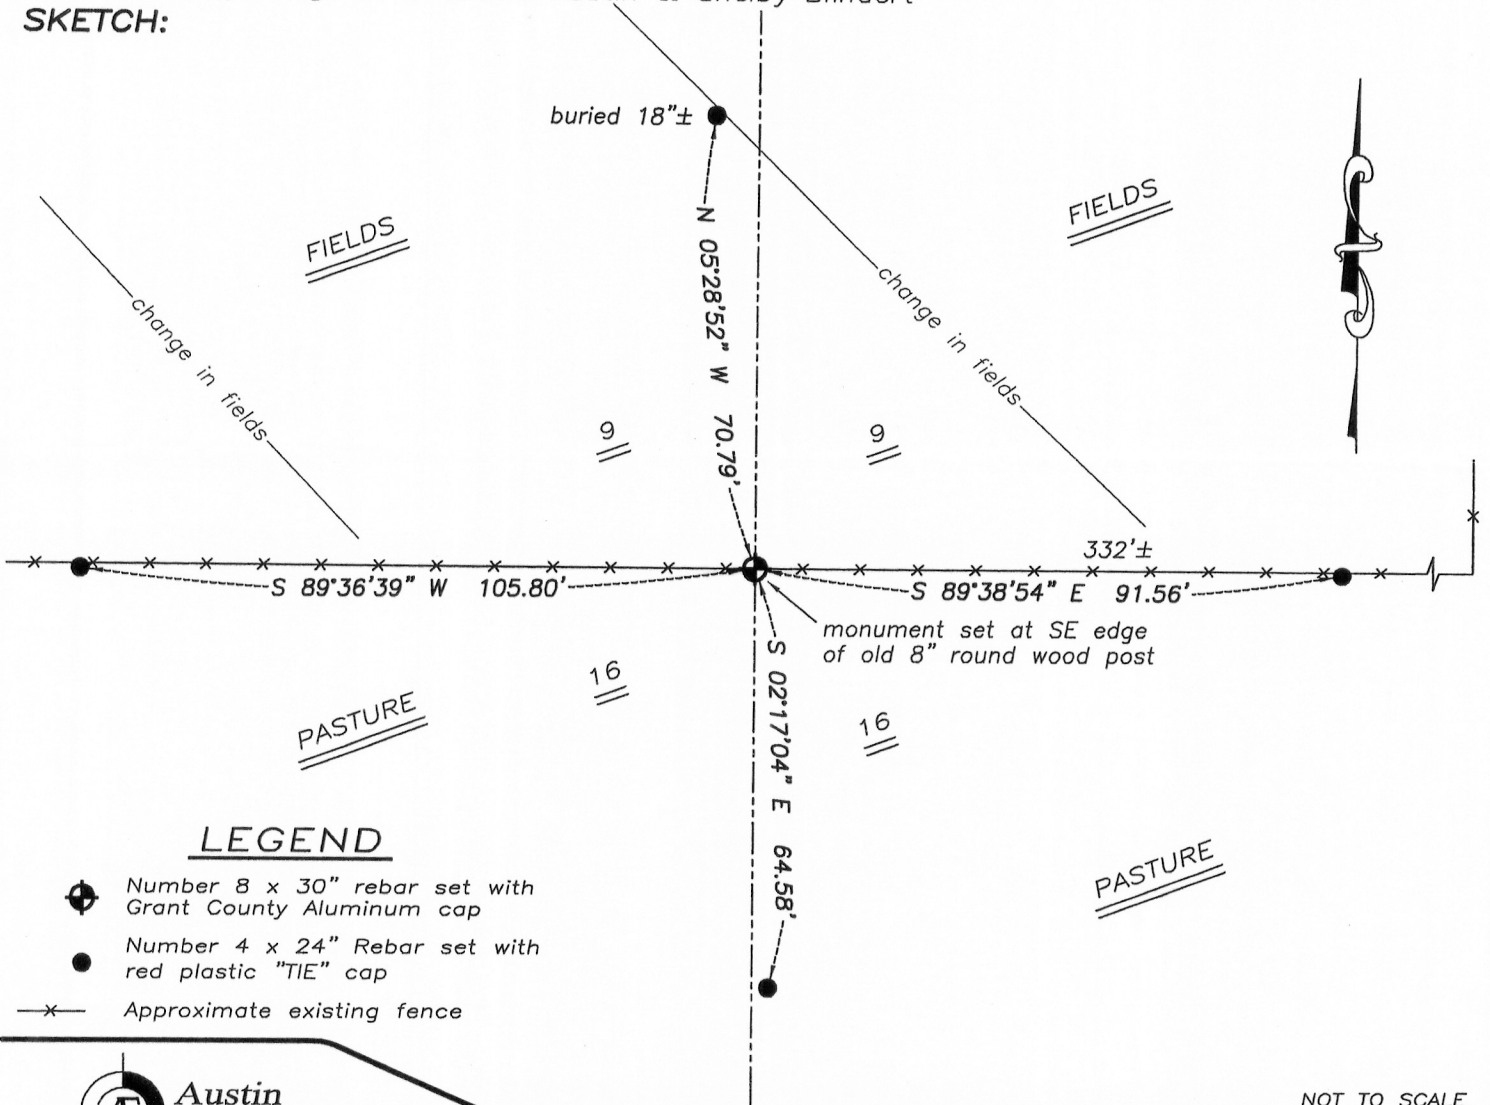 SKETCH:
buried 18"±
FIELDS
FIELDS
N 05°28'52" W 70.79'
change in fields
change in fields
9
9
332'±
S 89°36'39" W 105.80'
S 89°38'54" E 91.56'
monument set at SE edge
of old 8" round wood post
S 02°17'04" E 64.58'
16
16
PASTURE
PASTURE
LEGEND
Number 8 x 30" rebar set with
Grant County Aluminum cap
Number 4 x 24" Rebar set with
red plastic "TIE" cap
Approximate existing fence
Austin
NOT TO SCALE